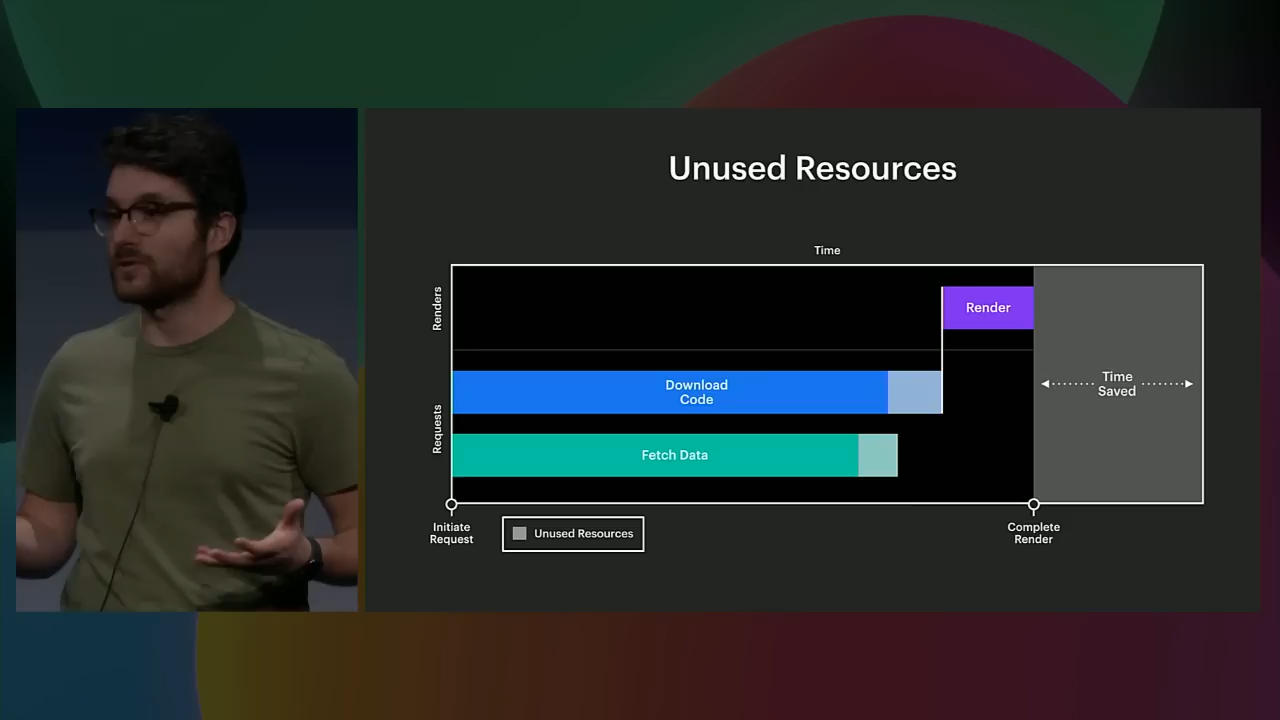 Unused Resources
Time
Renders
Render
Download
Code
Time
Saved
Requests
Fetch Data
Initiate
Request
Unused Resources
Complete
Render